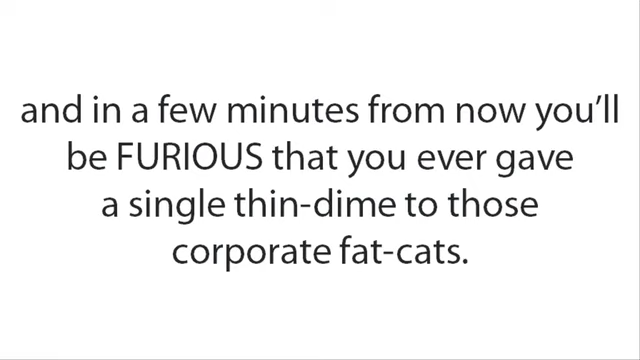 and in a few minutes from now you’ll
be FURIOUS that you ever gave
a single thin-dime to those
corporate fat-cats.